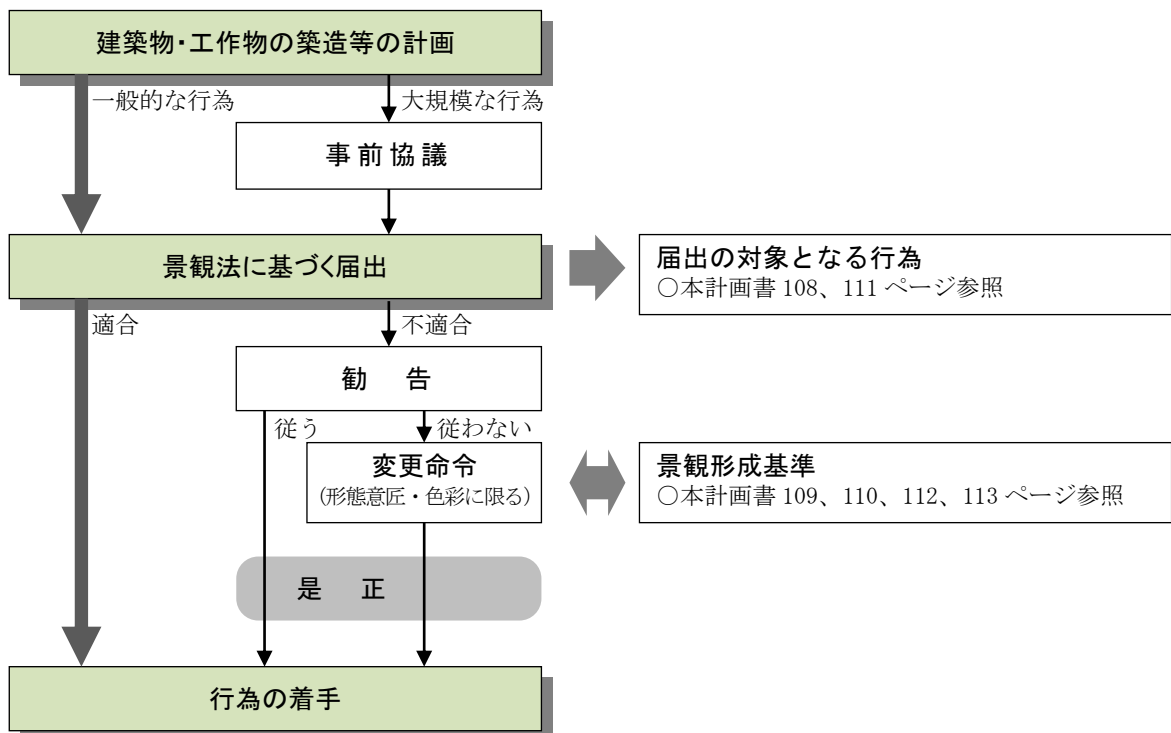 建築物・工作物の築造等の計画
一般的な行為
大規模な行為
事前協議
景観法に基づく届出
届出の対象となる行為
○本計画書 108、111 ページ参照
適合
不適合
勧 告
従う
従わない
変更命令
(形態意匠・色彩に限る)
景観形成基準
○本計画書 109、110、112、113 ページ参照
是 正
行為の着手